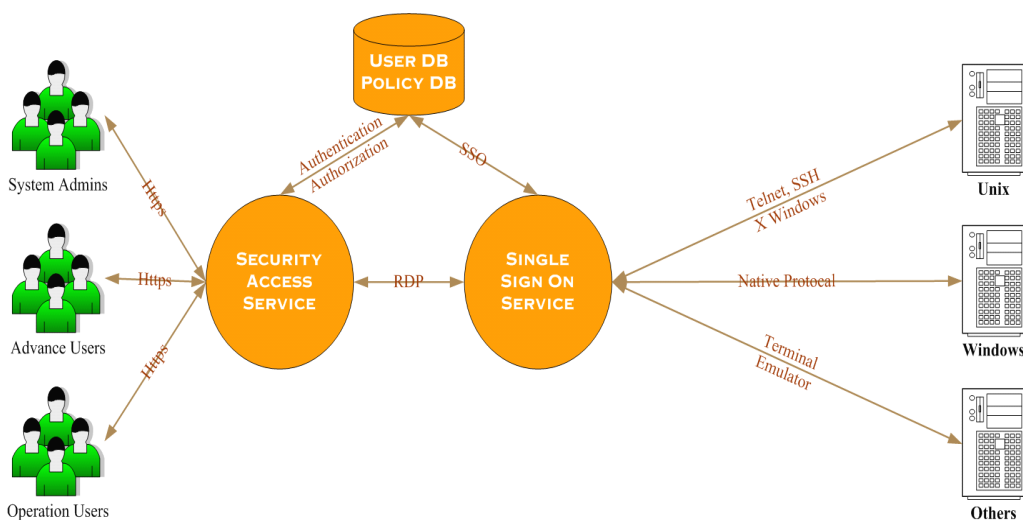 USER DB
POLICY DB
Authentication
Authorization
SSO
System Admins
Https
Advance Users
Https
Operation Users
Https
SECURITY
ACCESS
SERVICE
RDP
SINGLE
SIGN ON
SERVICE
Telnet, SSH
X Windows
Unix
Native Protocal
Windows
Terminal
Emulator
Others